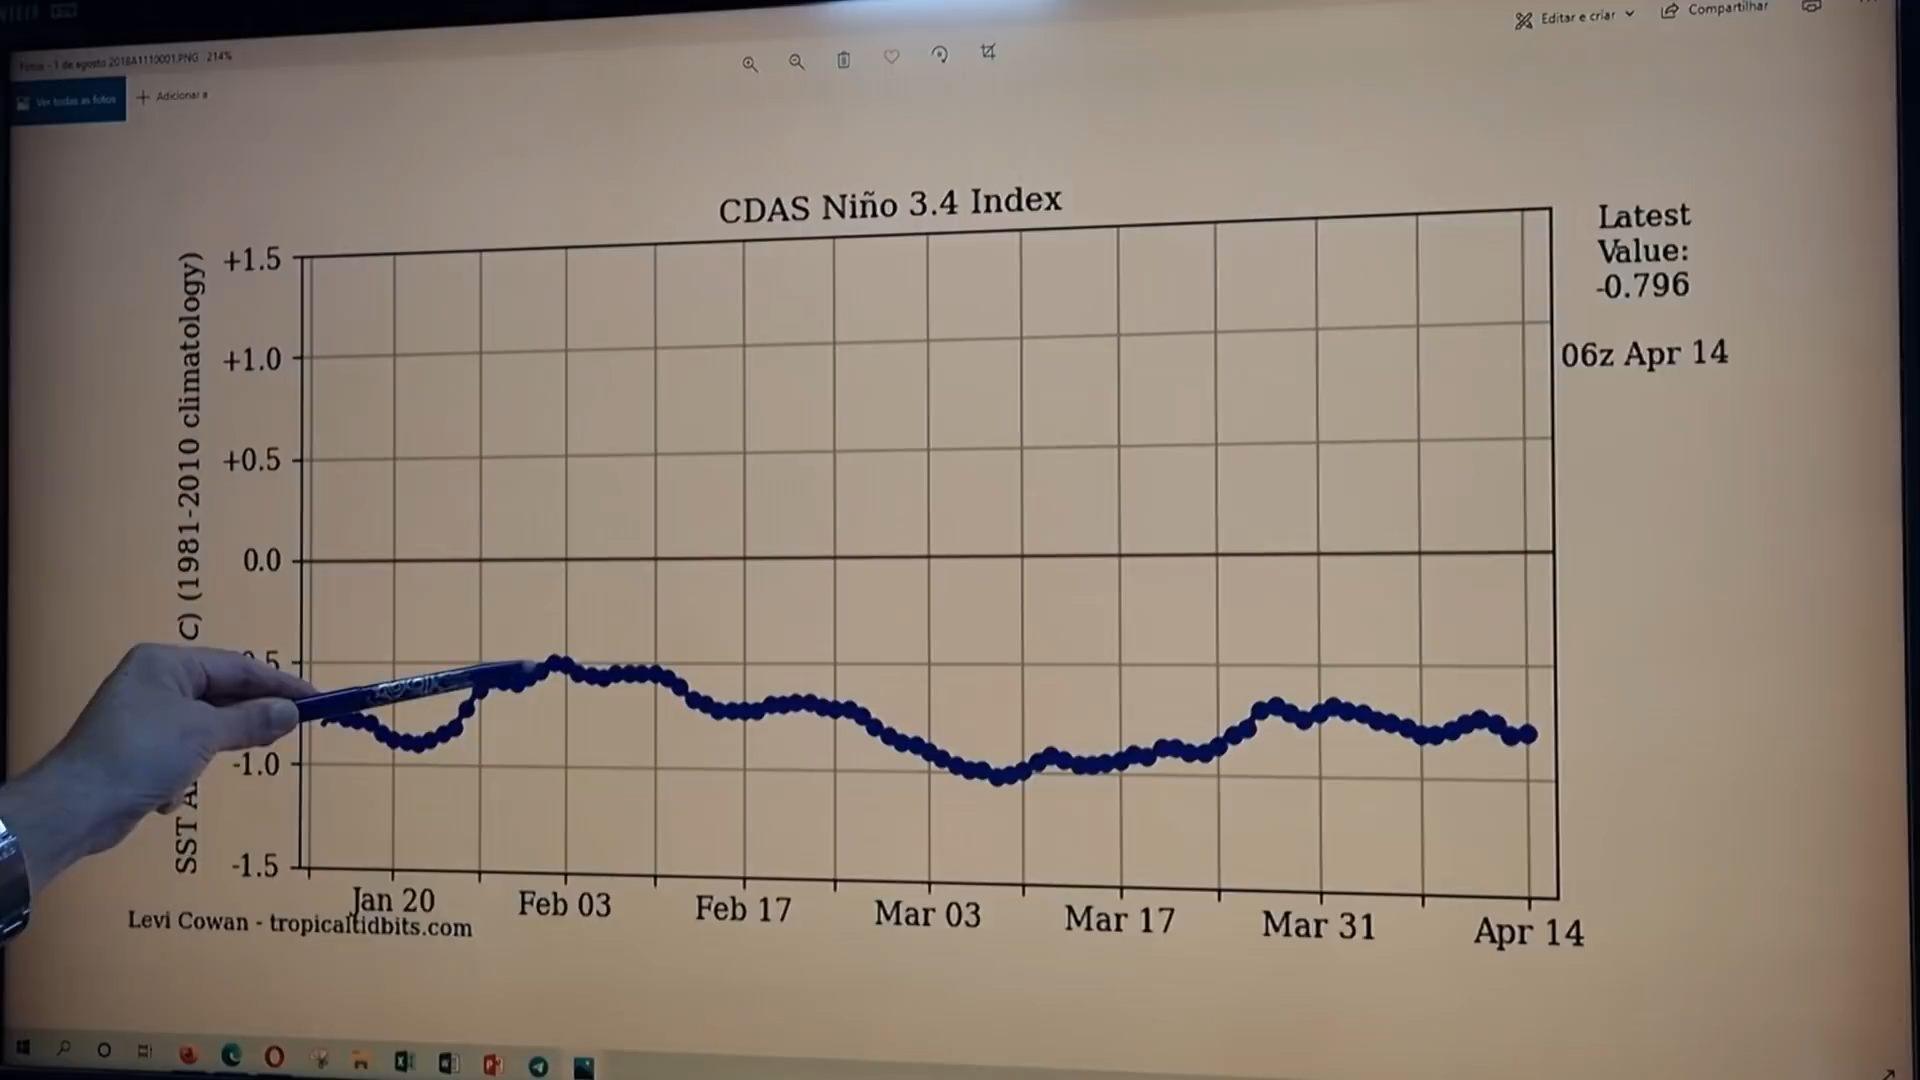 Editar e criar
Compartilhar
Fotos - 1 de agosto 2018A1110001.PNG 214%
Ver todas as fotos
Adicionar a
CDAS Niño 3.4 Index
Latest
Value:
-0.796
06z Apr 14
+1.5
+1.0
+0.5
0.0
-1.0
-1.5
SST
C) (1981-2010 climatology)
Jan 20
Feb 03
Feb 17
Mar 03
Mar 17
Mar 31
Apr 14
Levi Cowan - tropicaltidbits.com